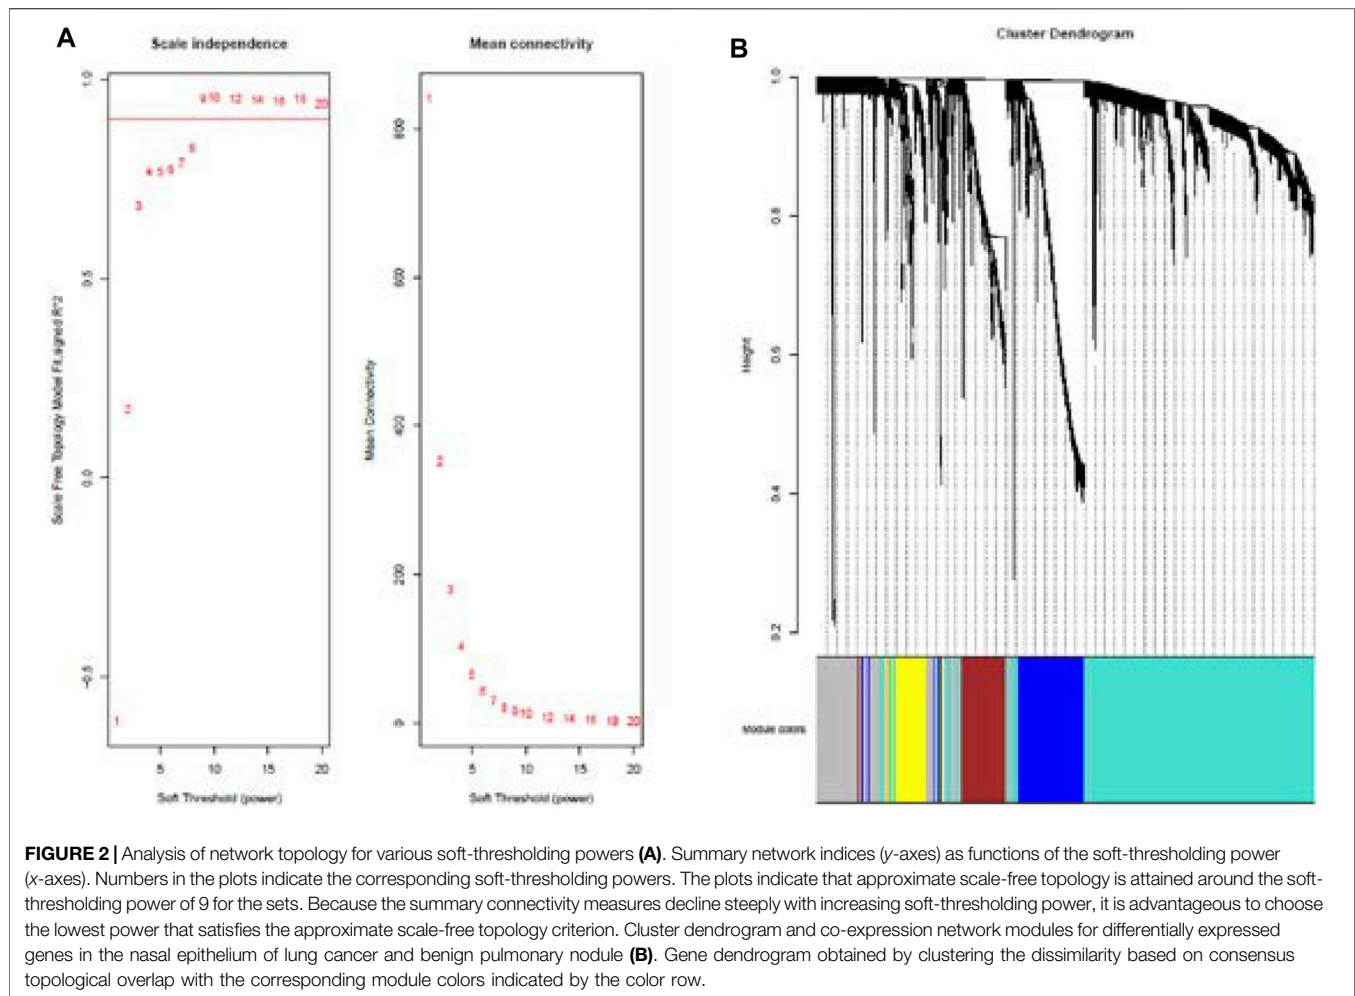 A
Scale independence
Mean connectivity
B
Cluster Dendrogram
Scale Free Topology Model Fit,signed R^2
1.0
0.5
0.0
−0.5
1
2
3
4 5 6 7 8
9 10 12 14 16 18 20
5 10 15 20
Soft Threshold (power)
Mean Connectivity
800
600
400
200
0
1
2
3
4
5
6
7
8 9 10 12 14 16 18 20
5 10 15 20
Soft Threshold (power)
Height
1.0
0.8
0.6
0.4
0.2
Module colors
FIGURE 2 | Analysis of network topology for various soft-thresholding powers (A). Summary network indices (y-axes) as functions of the soft-thresholding power
(x-axes). Numbers in the plots indicate the corresponding soft-thresholding powers. The plots indicate that approximate scale-free topology is attained around the soft-
thresholding power of 9 for the sets. Because the summary connectivity measures decline steeply with increasing soft-thresholding power, it is advantageous to choose
the lowest power that satisfies the approximate scale-free topology criterion. Cluster dendrogram and co-expression network modules for differentially expressed
genes in the nasal epithelium of lung cancer and benign pulmonary nodule (B). Gene dendrogram obtained by clustering the dissimilarity based on consensus
topological overlap with the corresponding module colors indicated by the color row.